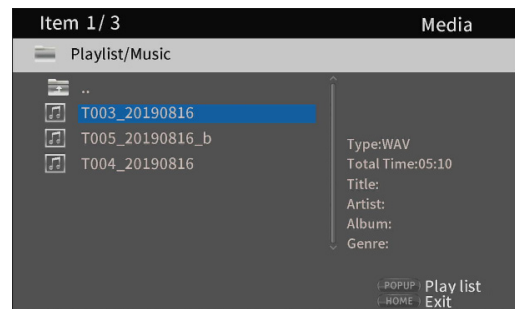 Item 1/3 Media
Playlist/Music
..
T003_20190816
T005_20190816_b
T004_20190816
Type:WAV
Total Time:05:10
Title:
Artist:
Album:
Genre:
POPUP Play list
HOME Exit